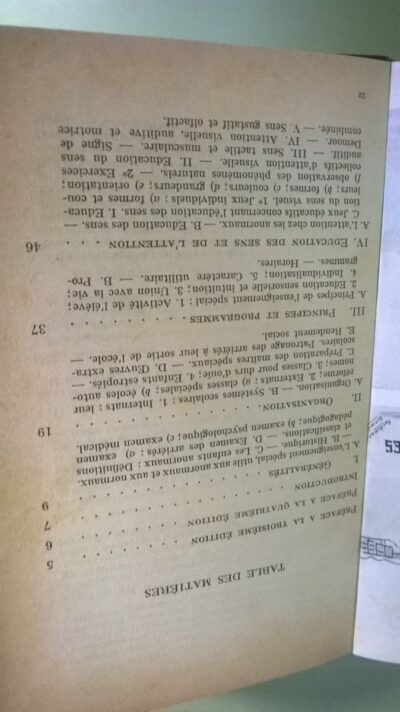 TABLE DES MATIÈRES
PRÉFACE A LA TROISIÈME ÉDITION . . . . . 5
PRÉFACE A LA QUATRIÈME ÉDITION . . . . . 6
INTRODUCTION . . . . . . . . . 7
I. GÉNÉRALITÉS . . . . . . . . . 9
A L'enseignement spécial, utile aux anormaux et aux normaux.
— B. Historique. — C. Les enfants anormaux : Définitions
et classifications. — D. Examen des arriérés : a) examen
pédagogique; b) examen psychologique; c) examen médical.
II ORGANISATION. . . . . . . . . . 19
A. Organisation. — B. Systèmes scolaires : 1. Internats : leur
réforme; 2. Externats : a) classes spéciales; b) écoles auto-
nomes; 3. Classes pour durs d'ouïe; 4. Enfants estropiés. —
C. Préparation des maîtres spéciaux. — D. Œuvres extra-
scolaires. Patronage des arriérés à leur sortie de l'école. —
E. Rendement social.
III PRINCIPES ET PROGRAMMES . . . . . . . 37
A Principes de l'enseignement spécial : 1. Activité de l'élève;
2 Éducation sensorielle et intuition; 3. Union avec la vie;
4. Individualisation; 5. Caractère utilitaire. — B. Pro-
grammes. — Horaires.
IV. ÉDUCATION DES SENS ET DE L'ATTENTION . . . 46
A L'attention chez les anormaux. — B. Éducation des sens. —
C. Jeux éducatifs concernant l'éducation des sens. I. Éduca-
tion du sens visuel. 1º Jeux individuels : a) formes et cou-
leurs; b) formes; c) couleurs; d) grandeurs; e) orientation;
f) observation des phénomènes naturels. — 2º Exercices
collectifs d'attention visuelle. — II. Éducation du sens
auditif. — III. Sens tactile et musculaire. — Signe de
Demoor. — IV. Attention visuelle, auditive et motrice
combinée. — V. Sens gustatif et olfactif.
22
ES